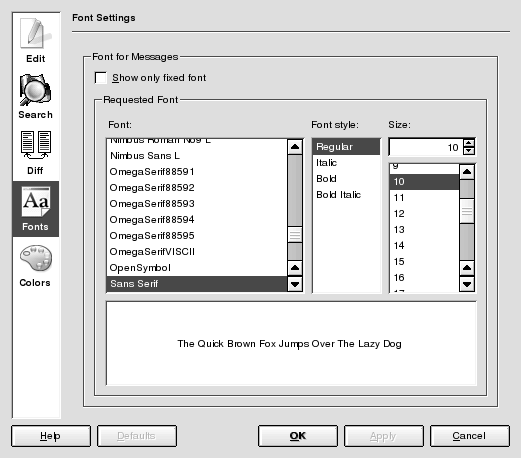 Font Settings
Edit
Search
Diff
Fonts
Colors
Font for Messages
Show only fixed font
Requested Font
Font:
Nimbus Roman No9 L
Nimbus Sans L
OmegaSerif88591
OmegaSerif88592
OmegaSerif88593
OmegaSerif88594
OmegaSerif88595
OmegaSerifVISCII
OpenSymbol
Sans Serif
Font style:
Regular
Italic
Bold
Bold Italic
Size:
10
9
10
11
12
13
14
15
16
17
The Quick Brown Fox Jumps Over The Lazy Dog
Help
Defaults
OK
Apply
Cancel